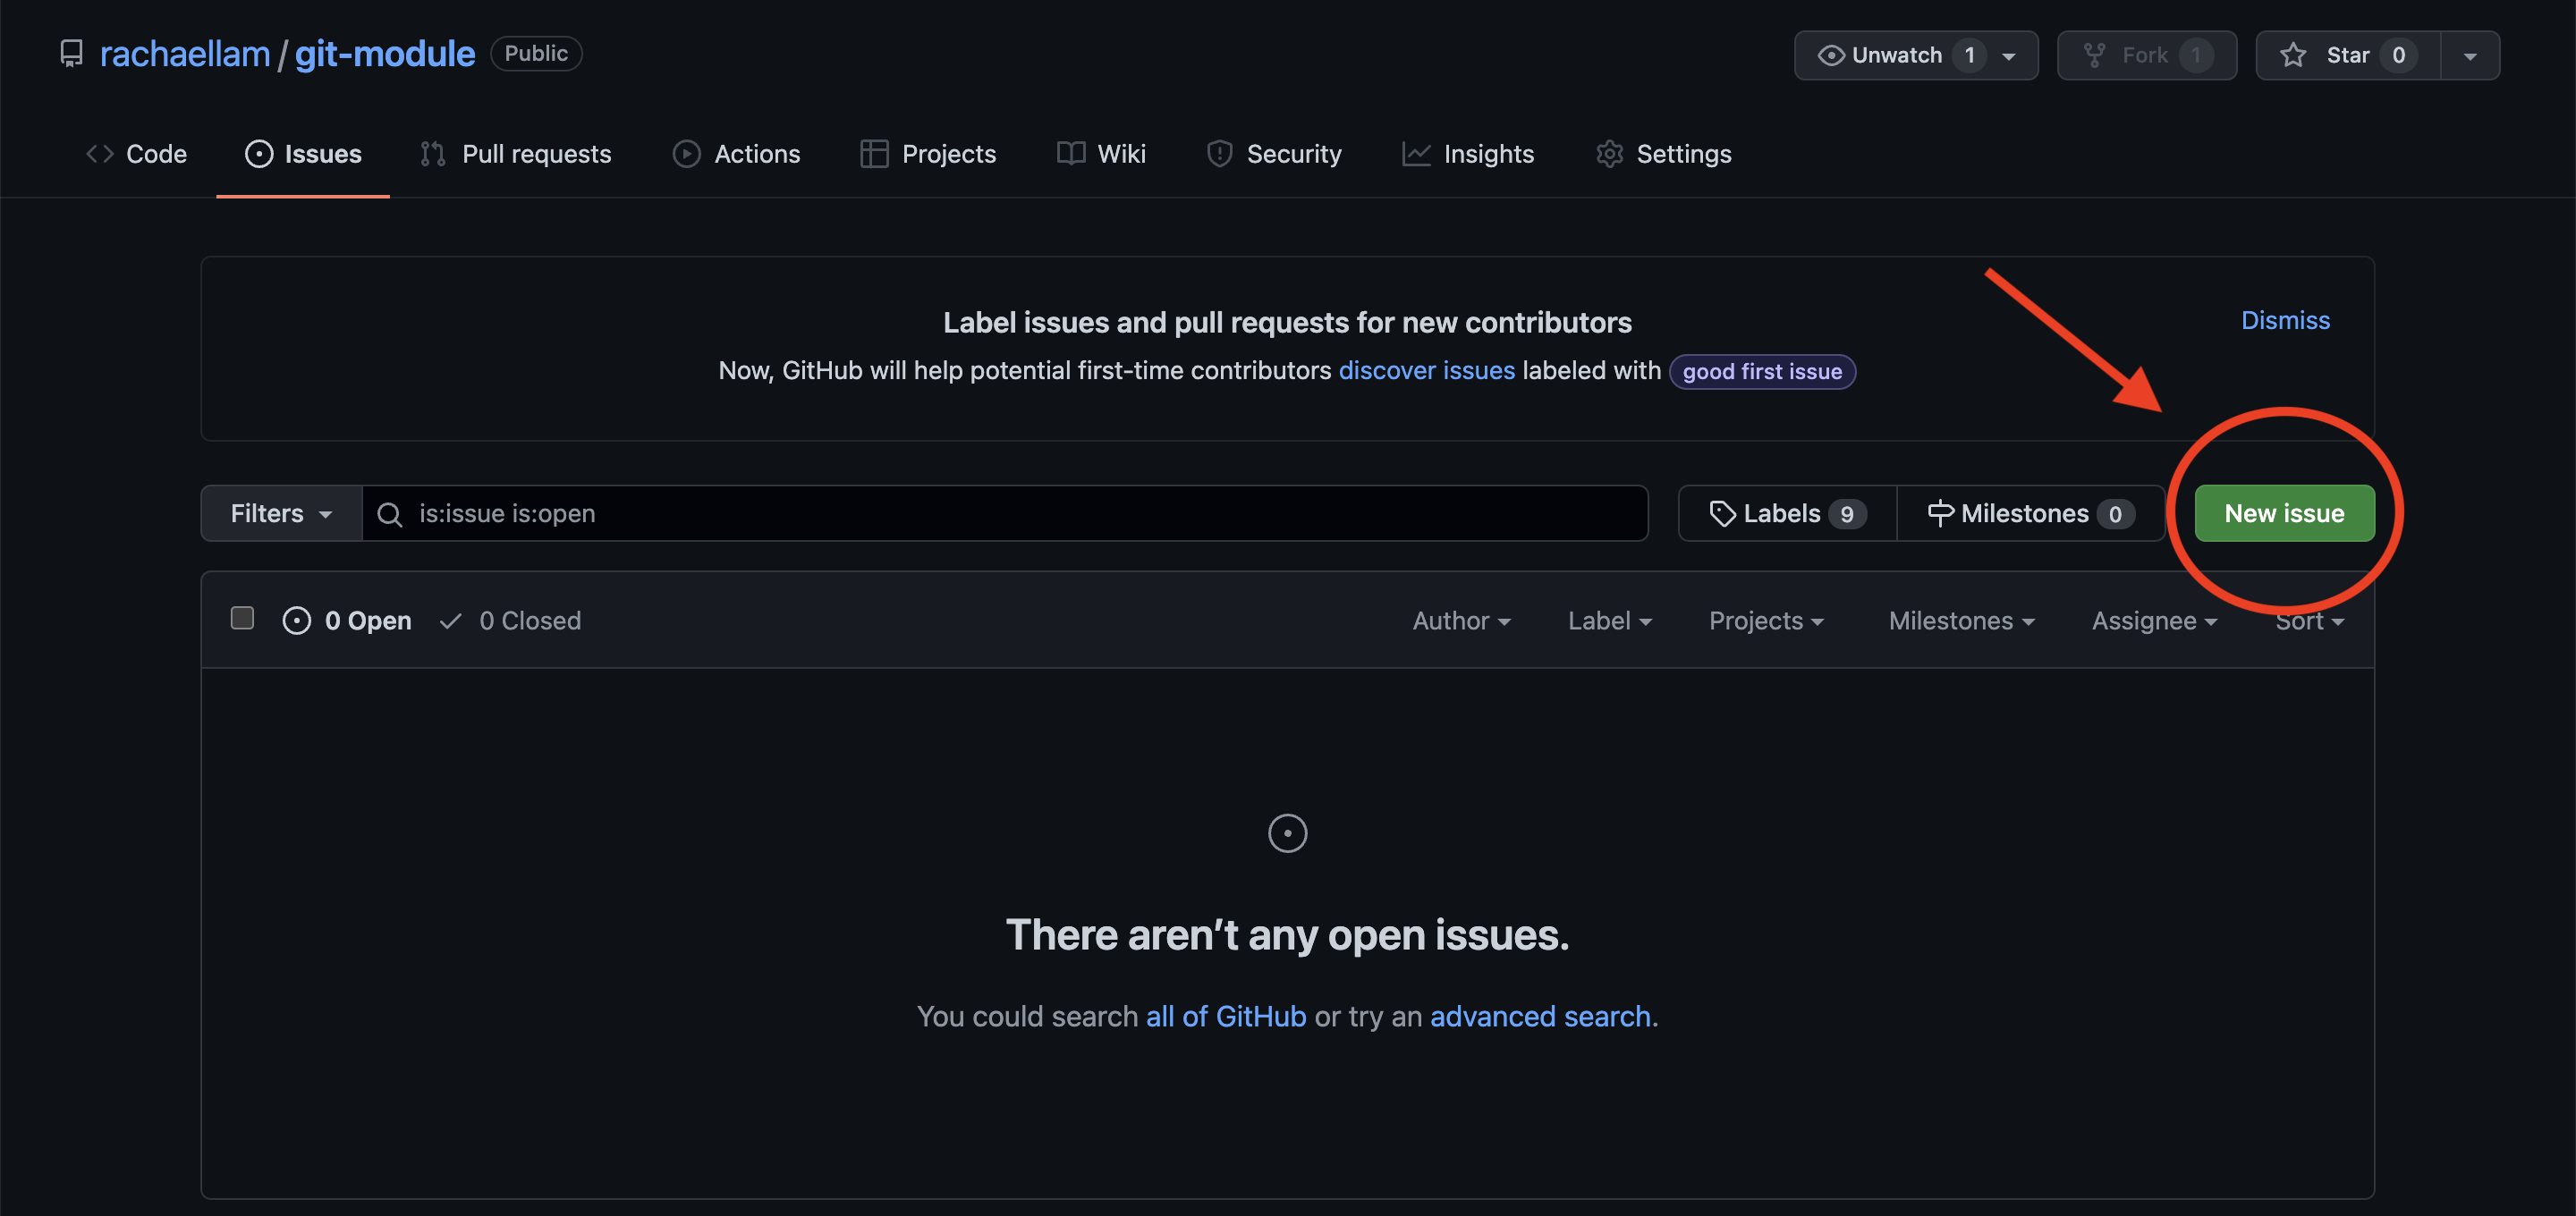 rachaellam / git-module Public Unwatch 1 Fork 1 Star 0
Code Issues Pull requests Actions Projects Wiki Security Insights Settings
Label issues and pull requests for new contributors
Dismiss
Now, GitHub will help potential first-time contributors discover issues labeled with good first issue
Filters is:issue is:open Labels 9 Milestones 0 New issue
0 Open 0 Closed Author Label Projects Milestones Assignee Sort
There aren’t any open issues.
You could search all of GitHub or try an advanced search.